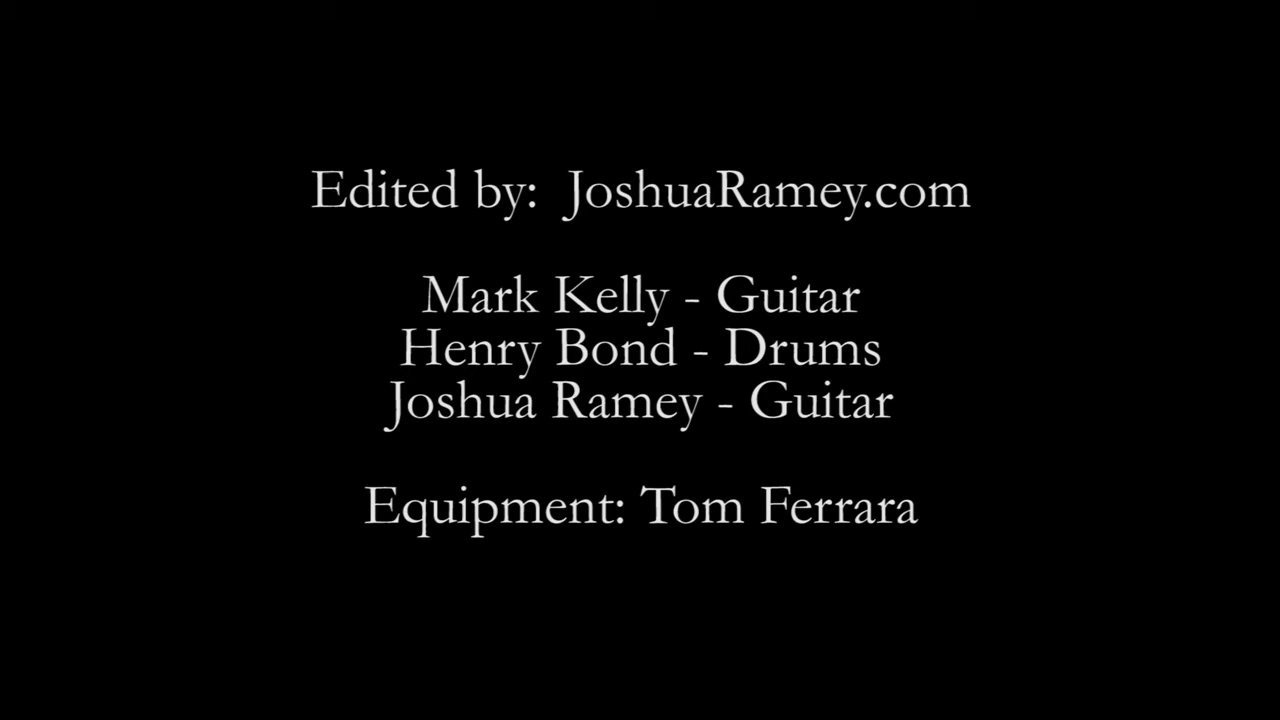 Edited by:  JoshuaRamey.com
Mark Kelly - Guitar
Henry Bond - Drums
Joshua Ramey - Guitar
Equipment: Tom Ferrara